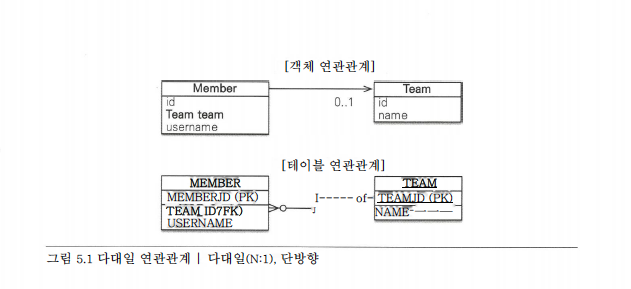 [객체 연관관계]
Member
id
Team team
username
0..1
Team
id
name
[테이블 연관관계]
MEMBER
MEMBERJD (PK)
TEAM_ID7FK)
USERNAME
I----- of-
J
TEAM
TEAMJD (PK)
NAME
그림 5.1 다대일 연관관계 | 다대일(N:1), 단방향